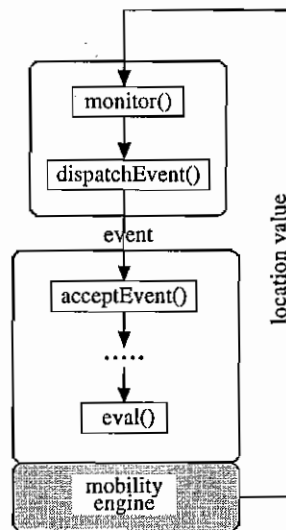 monitor()
dispatchEvent()
event
acceptEvent()
.....
eval()
mobility
engine
location value